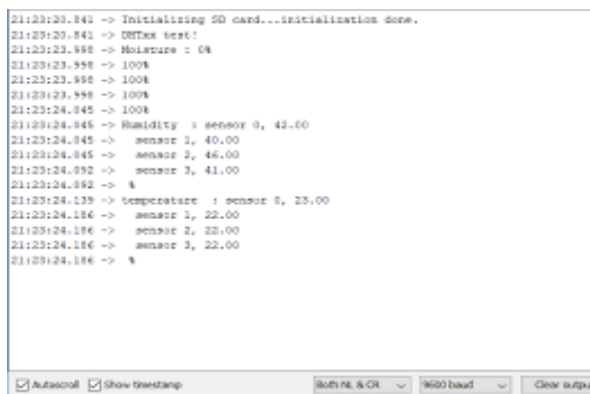 21:23:20.841 -> Initializing SD card...initialization done.
21:23:20.841 -> DHTxx test!
21:23:23.998 -> Moisture : 0%
21:23:23.998 -> 100%
21:23:23.998 -> 100%
21:23:23.998 -> 100%
21:23:24.045 -> 100%
21:23:24.045 -> Humidity : sensor 0, 42.00
21:23:24.045 -> sensor 1, 40.00
21:23:24.045 -> sensor 2, 46.00
21:23:24.092 -> sensor 3, 41.00
21:23:24.092 -> %
21:23:24.139 -> temperature : sensor 0, 23.00
21:23:24.186 -> sensor 1, 22.00
21:23:24.186 -> sensor 2, 22.00
21:23:24.186 -> sensor 3, 22.00
21:23:24.186 -> %
Autoscroll Show timestamp Both NL & CR 9600 baud Clear outpu